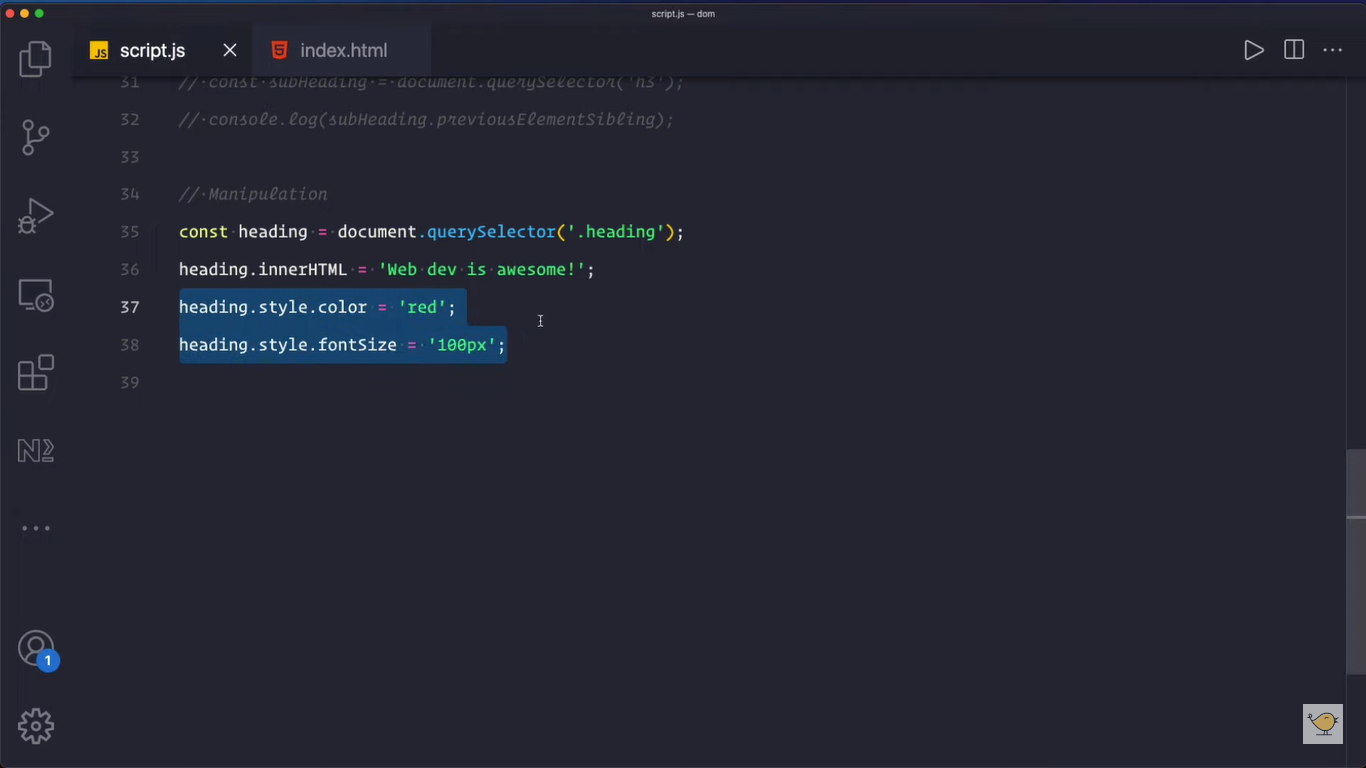 script.js — dom
script.js
index.html
31 // const subHeading = document.querySelector('h3');
32 // console.log(subHeading.previousElementSibling);
33
34 // Manipulation
35 const heading = document.querySelector('.heading');
36 heading.innerHTML = 'Web dev is awesome!';
37 heading.style.color = 'red';
38 heading.style.fontSize = '100px';
39
1